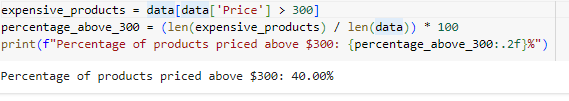 expensive_products = data[data['Price'] > 300]
percentage_above_300 = (len(expensive_products) / len(data)) * 100
print(f"Percentage of products priced above $300: {percentage_above_300:.2f}%")
Percentage of products priced above $300: 40.00%